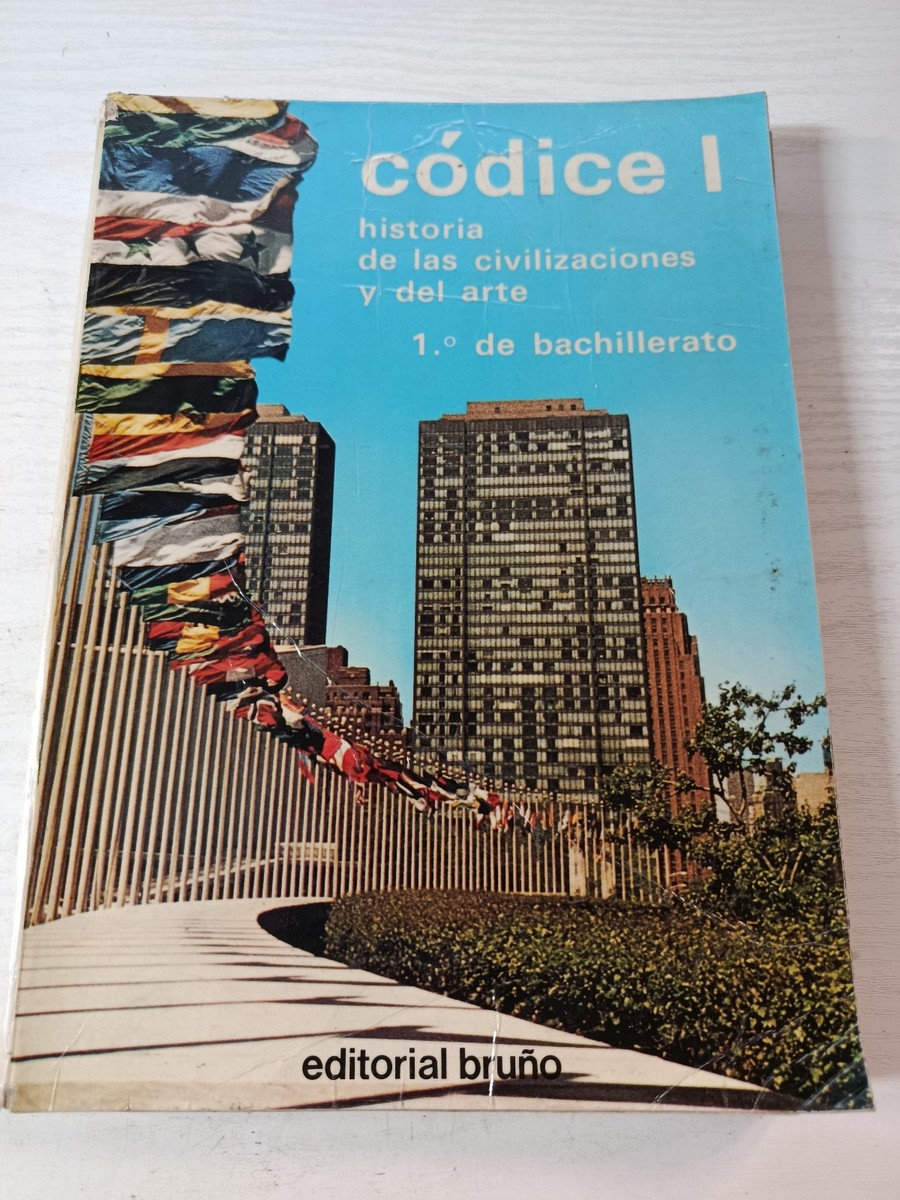 códice I
historia
de las civilizaciones
y del arte
1.º de bachillerato
editorial bruño